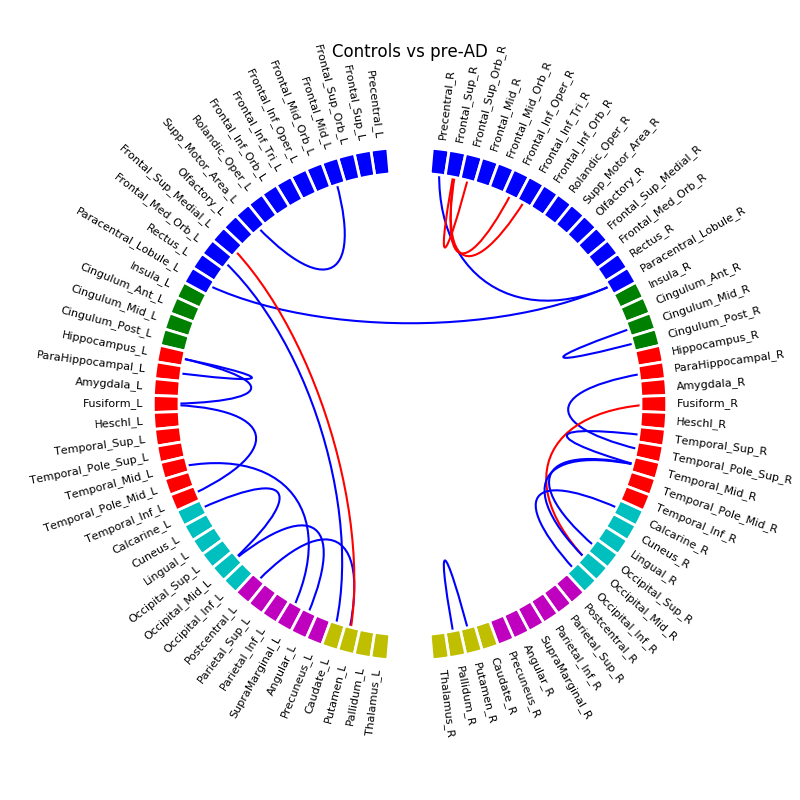 Controls vs pre-AD
Precentral_L
Frontal_Sup_L
Frontal_Sup_Orb_L
Frontal_Mid_L
Frontal_Mid_Orb_L
Frontal_Inf_Oper_L
Frontal_Inf_Tri_L
Frontal_Inf_Orb_L
Rolandic_Oper_L
Supp_Motor_Area_L
Olfactory_L
Frontal_Sup_Medial_L
Frontal_Med_Orb_L
Rectus_L
Paracentral_Lobule_L
Insula_L
Cingulum_Ant_L
Cingulum_Mid_L
Cingulum_Post_L
Hippocampus_L
ParaHippocampal_L
Amygdala_L
Fusiform_L
Heschl_L
Temporal_Sup_L
Temporal_Pole_Sup_L
Temporal_Mid_L
Temporal_Pole_Mid_L
Temporal_Inf_L
Calcarine_L
Cuneus_L
Lingual_L
Occipital_Sup_L
Occipital_Mid_L
Occipital_Inf_L
Postcentral_L
Parietal_Sup_L
Parietal_Inf_L
SupraMarginal_L
Angular_L
Precuneus_L
Caudate_L
Putamen_L
Pallidum_L
Thalamus_L
Precentral_R
Frontal_Sup_R
Frontal_Sup_Orb_R
Frontal_Mid_R
Frontal_Mid_Orb_R
Frontal_Inf_Oper_R
Frontal_Inf_Tri_R
Frontal_Inf_Orb_R
Rolandic_Oper_R
Supp_Motor_Area_R
Olfactory_R
Frontal_Sup_Medial_R
Frontal_Med_Orb_R
Rectus_R
Paracentral_Lobule_R
Insula_R
Cingulum_Ant_R
Cingulum_Mid_R
Cingulum_Post_R
Hippocampus_R
ParaHippocampal_R
Amygdala_R
Fusiform_R
Heschl_R
Temporal_Sup_R
Temporal_Pole_Sup_R
Temporal_Mid_R
Temporal_Pole_Mid_R
Temporal_Inf_R
Calcarine_R
Cuneus_R
Lingual_R
Occipital_Sup_R
Occipital_Mid_R
Occipital_Inf_R
Postcentral_R
Parietal_Sup_R
Parietal_Inf_R
SupraMarginal_R
Angular_R
Precuneus_R
Caudate_R
Putamen_R
Pallidum_R
Thalamus_R